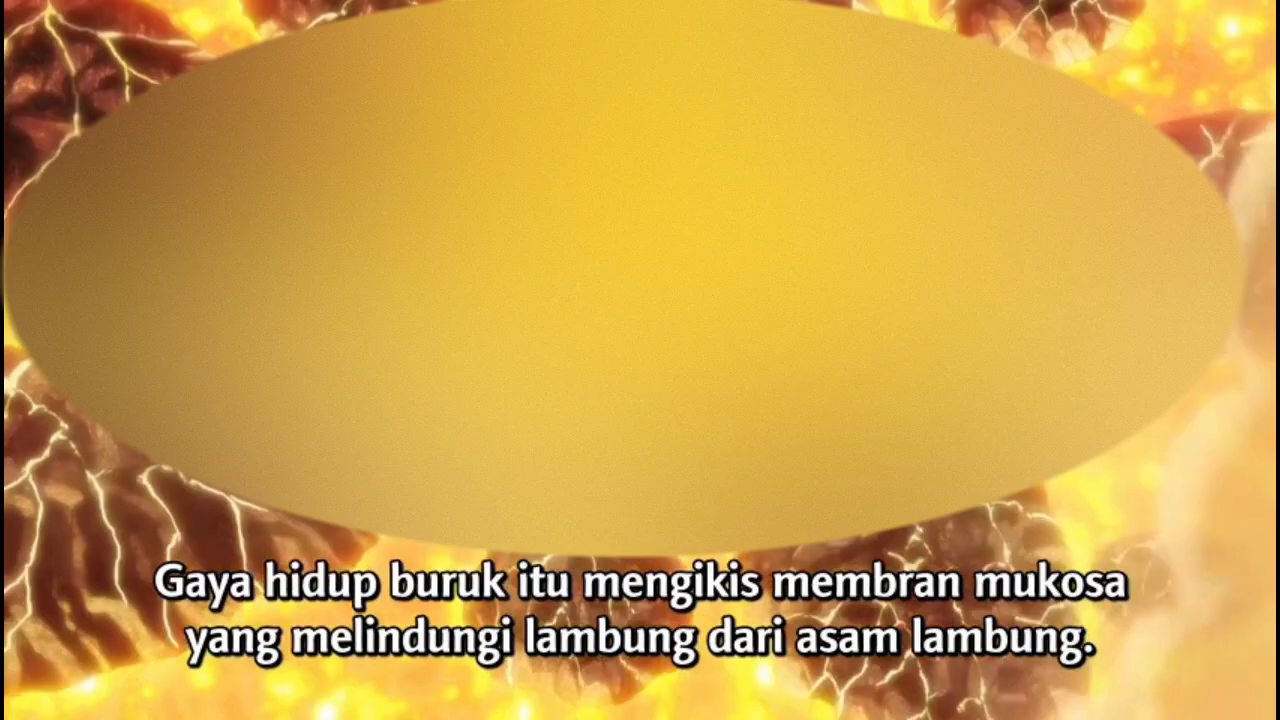 Gaya hidup buruk itu mengikis membran mukosa
yang melindungi lambung dari asam lambung.